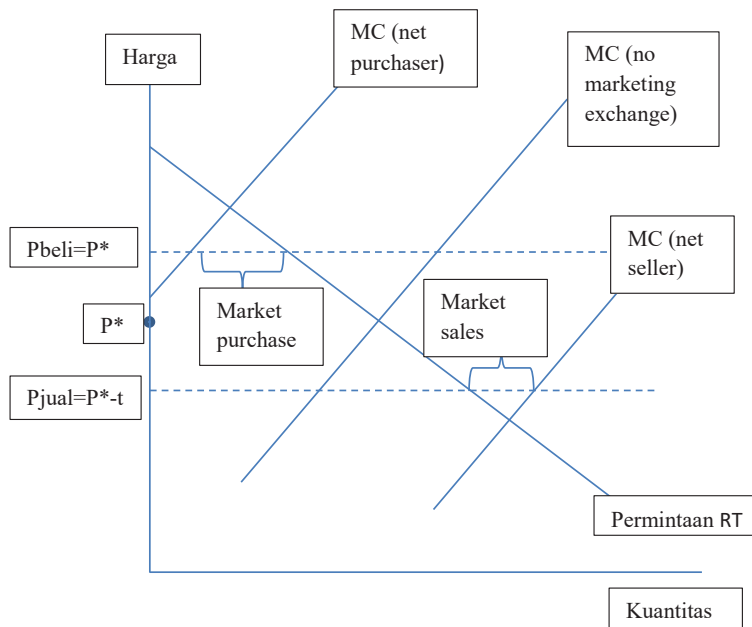 Harga
MC (net
purchaser)
MC (no
marketing
exchange)
Pbeli=P*
MC (net
seller)
Market
purchase
Market
sales
P*
Pjual=P*-t
Permintaan RT
Kuantitas